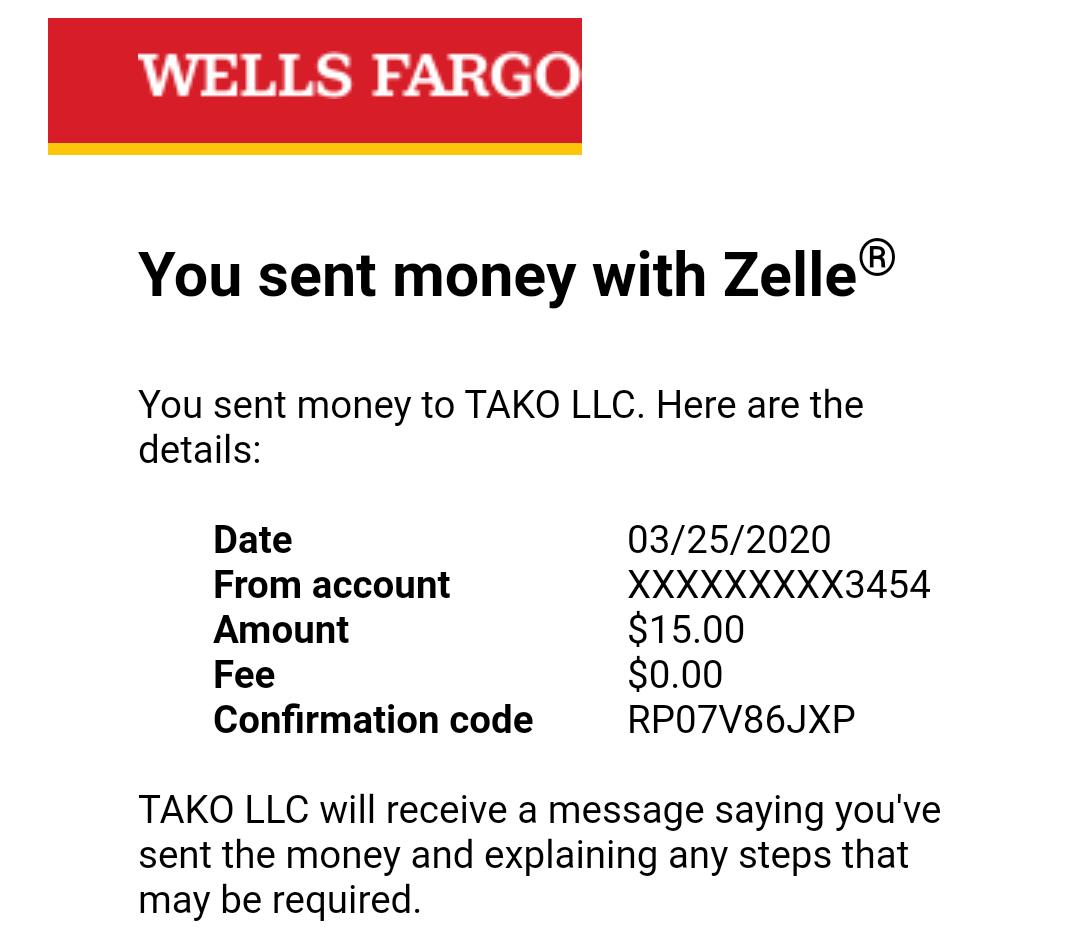 WELLS FARGO
You sent money with Zelle®
You sent money to TAKO LLC. Here are the
details:
Date 03/25/2020
From account XXXXXXXXX3454
Amount $15.00
Fee $0.00
Confirmation code RP07V86JXP
TAKO LLC will receive a message saying you've
sent the money and explaining any steps that
may be required.